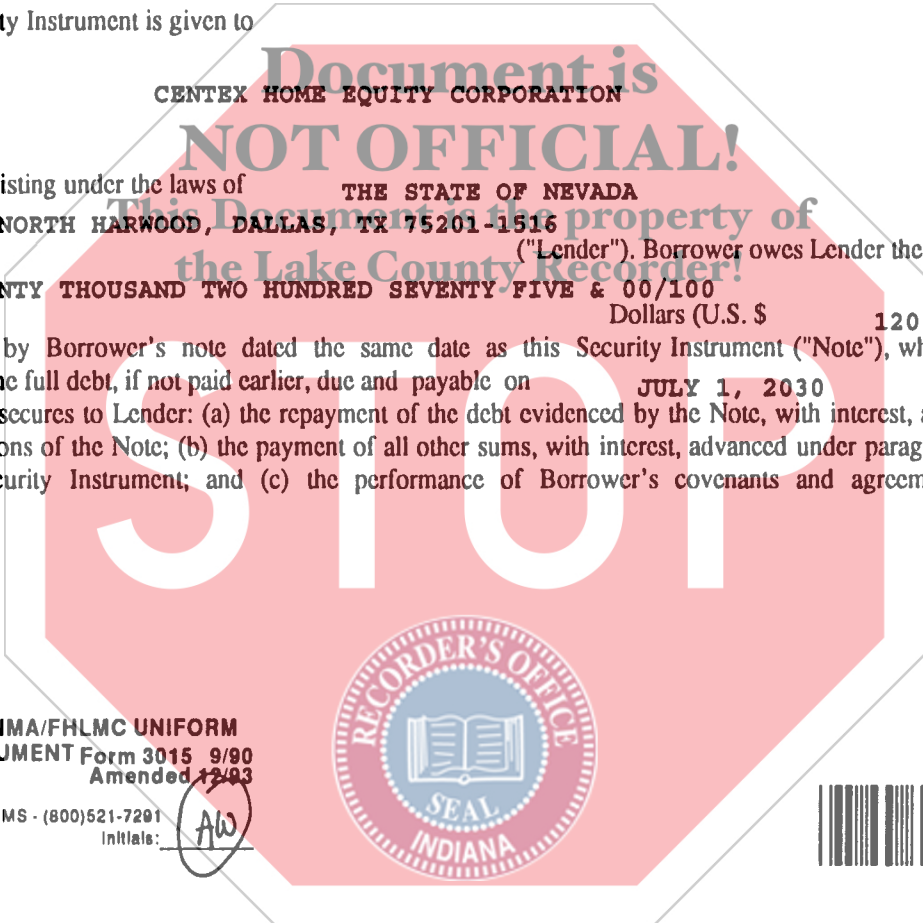 ty Instrument is given to
Document is
CENTEX HOME EQUITY CORPORATION
NOT OFFICIAL!
isting under the laws of THE STATE OF NEVADA
This Document is the property of
NORTH HARWOOD, DALLAS, TX 75201-1516
("Lender"). Borrower owes Lender the
the Lake County Recorder!
NTY THOUSAND TWO HUNDRED SEVENTY FIVE & 00/100
Dollars (U.S. $ 120
by Borrower's note dated the same date as this Security Instrument ("Note"), wh
e full debt, if not paid earlier, due and payable on JULY 1, 2030
secures to Lender: (a) the repayment of the debt evidenced by the Note, with interest, a
ons of the Note; (b) the payment of all other sums, with interest, advanced under parag
curity Instrument; and (c) the performance of Borrower's covenants and agreem
STOP
RECORDER'S OFFICE
SEAL
INDIANA
MA/FHLMC UNIFORM
UMENT Form 3015 9/90
Amended 12/93
MS - (800)521-7291
Initials: AW